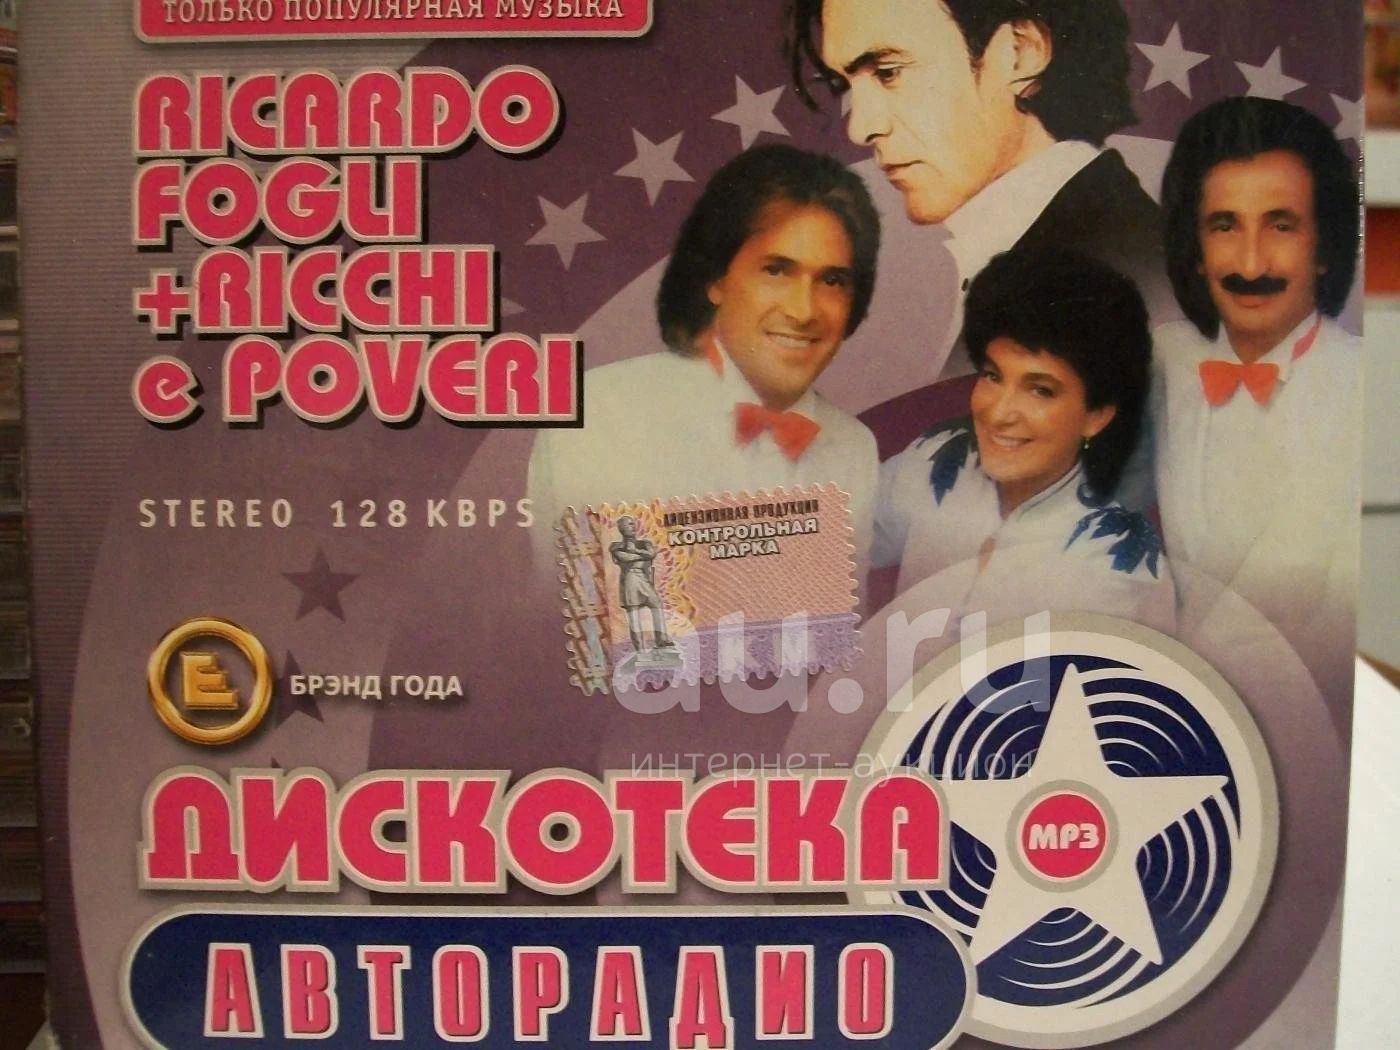 ТОЛЬКО ПОПУЛЯРНАЯ МУЗЫКА
RICARDO
FOGLI
+RICCHI
e POVERI
STEREO 128 KBPS
ЛИЦЕНЗИОННАЯ ПРОДУКЦИЯ
КОНТРОЛЬНАЯ
МАРКА
au.ru
интернет-аукцион
E
БРЭНД ГОДА
ДИСКОТЕКА
MP3
АВТОРАДИО